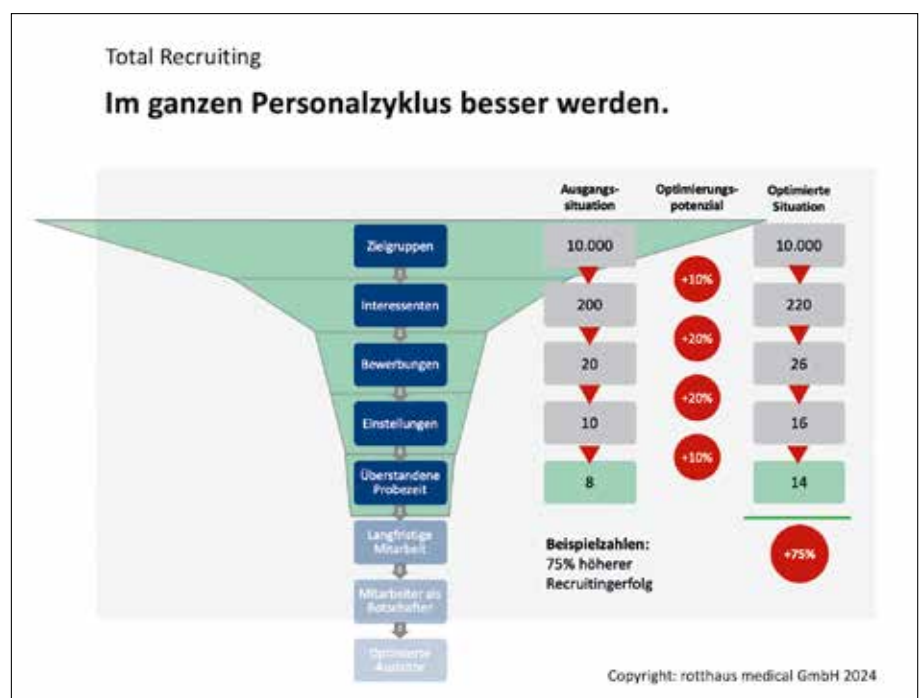 Total Recruiting
Im ganzen Personalzyklus besser werden.
Ausgangs-
situation
Optimierungs-
potenzial
Optimierte
Situation
Zielgruppen
10.000
10.000
+10%
Interessenten
200
220
+20%
Bewerbungen
20
26
+20%
Einstellungen
10
16
+10%
Überstandene
Probezeit
8
14
Langfristige
Mitarbeit
Beispielzahlen:
75% höherer
Recruitingerfolg
+75%
Mitarbeiter als
Botschafter
Optimierte
Copyright: rotthaus medical GmbH 2024